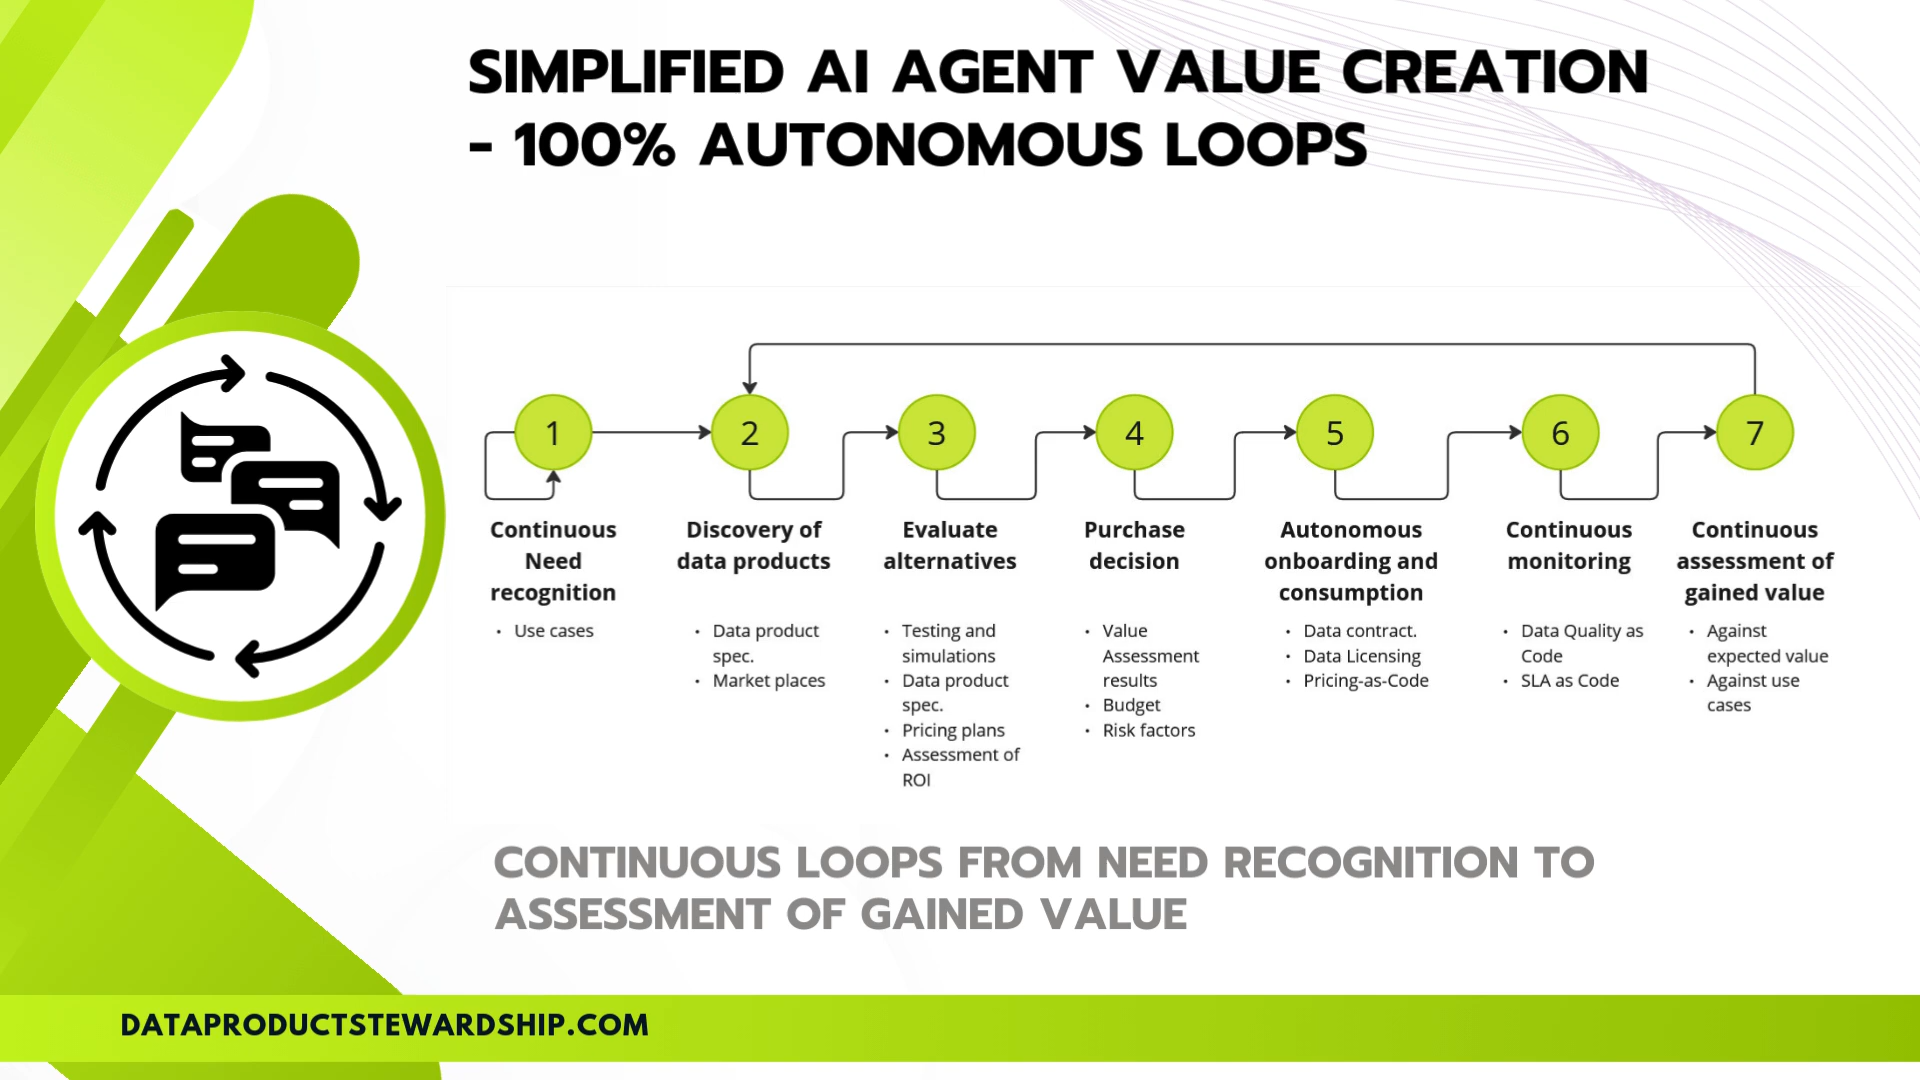 SIMPLIFIED AI AGENT VALUE CREATION
- 100% AUTONOMOUS LOOPS
1
2
3
4
5
6
7
Continuous
Need
recognition
• Use cases
Discovery of
data products
• Data product
spec.
• Market places
Evaluate
alternatives
• Testing and
simulations
• Data product
spec.
• Pricing plans
• Assessment of
ROI
Purchase
decision
• Value
Assessment
results
• Budget
• Risk factors
Autonomous
onboarding and
consumption
• Data contract.
• Data Licensing
• Pricing-as-Code
Continuous
monitoring
• Data Quality as
Code
• SLA as Code
Continuous
assessment of
gained value
• Against
expected value
• Against use
cases
CONTINUOUS LOOPS FROM NEED RECOGNITION TO
ASSESSMENT OF GAINED VALUE
DATAPRODUCTSTEWARDSHIP.COM